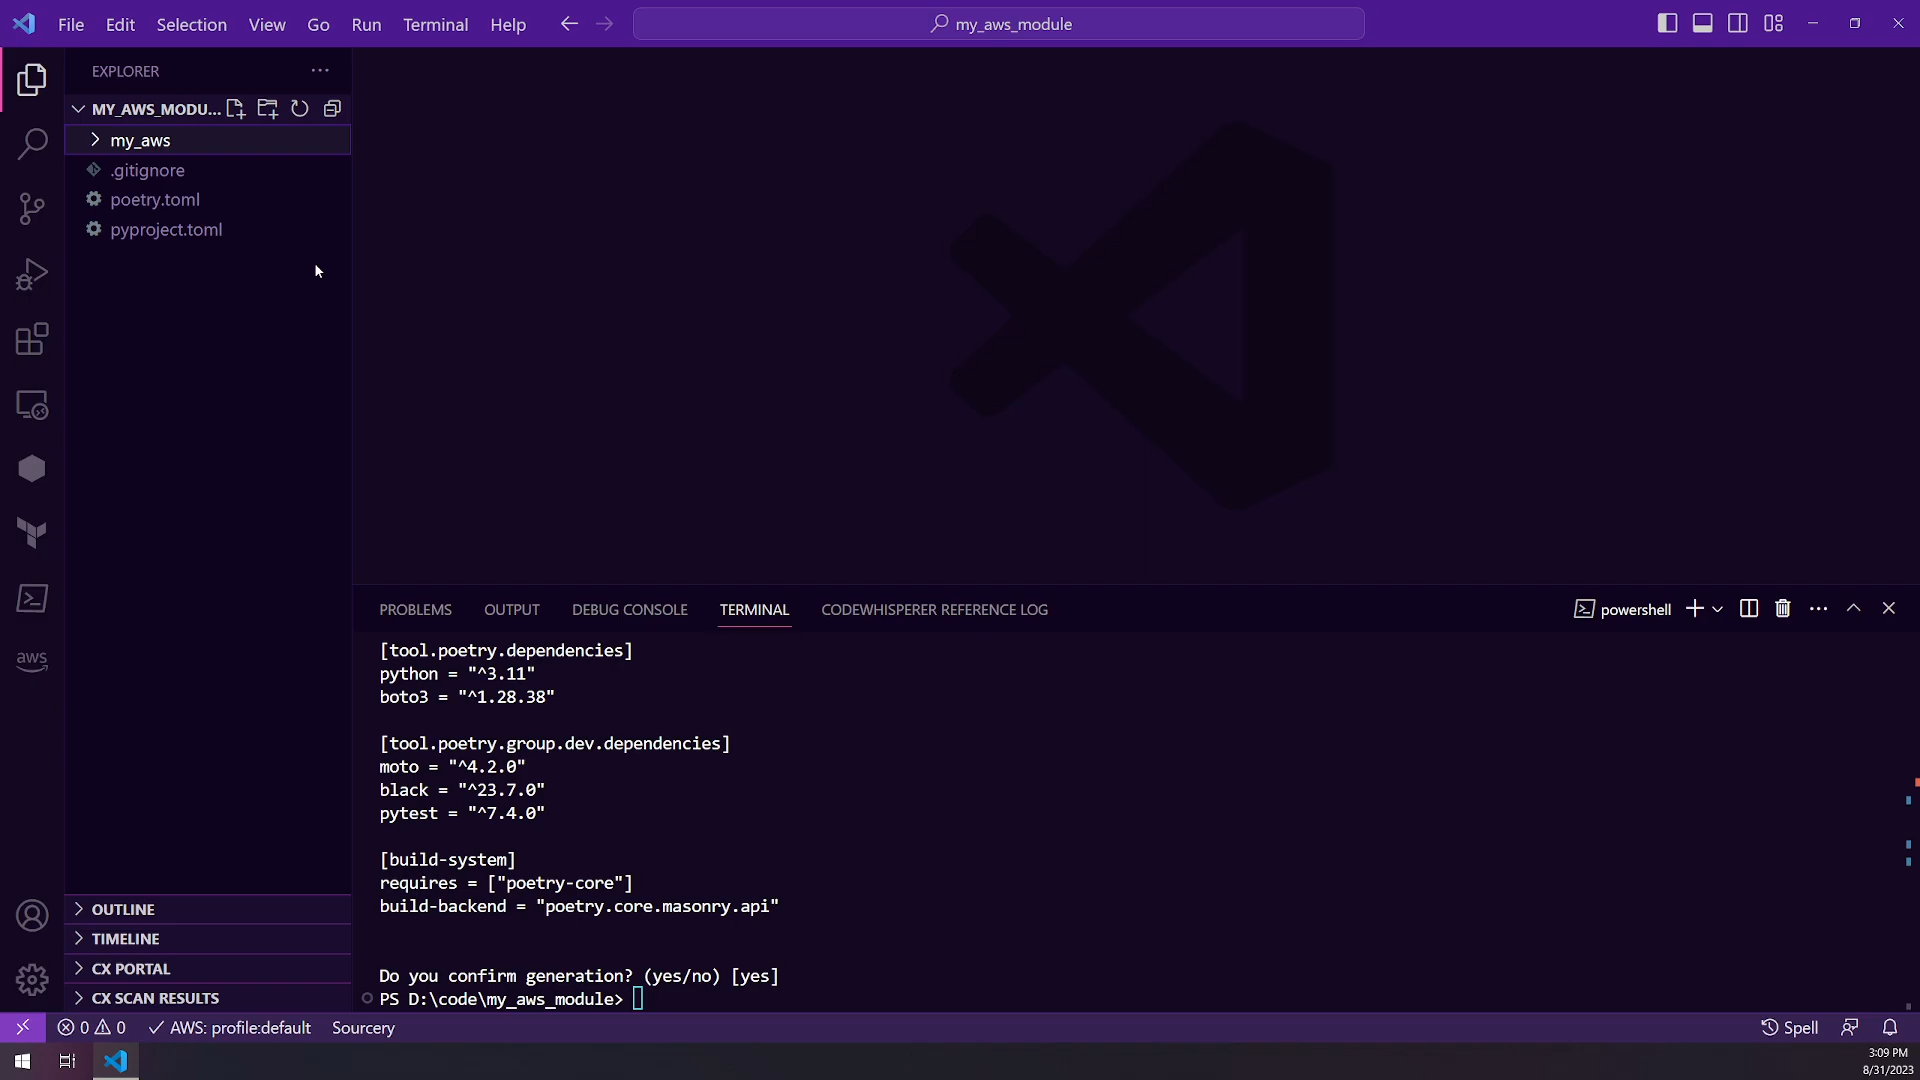 File Edit Selection View Go Run Terminal Help
my_aws_module
EXPLORER
MY_AWS_MODU...
my_aws
.gitignore
poetry.toml
pyproject.toml
aws
OUTLINE
TIMELINE
CX PORTAL
CX SCAN RESULTS
PROBLEMS OUTPUT DEBUG CONSOLE TERMINAL CODEWHISPERER REFERENCE LOG
powershell
[tool.poetry.dependencies]
python = "^3.11"
boto3 = "^1.28.38"
[tool.poetry.group.dev.dependencies]
moto = "^4.2.0"
black = "^23.7.0"
pytest = "^7.4.0"
[build-system]
requires = ["poetry-core"]
build-backend = "poetry.core.masonry.api"
Do you confirm generation? (yes/no) [yes]
PS D:\code\my_aws_module>
0 0 AWS: profile:default Sourcery
Spell
3:09 PM
8/31/2023